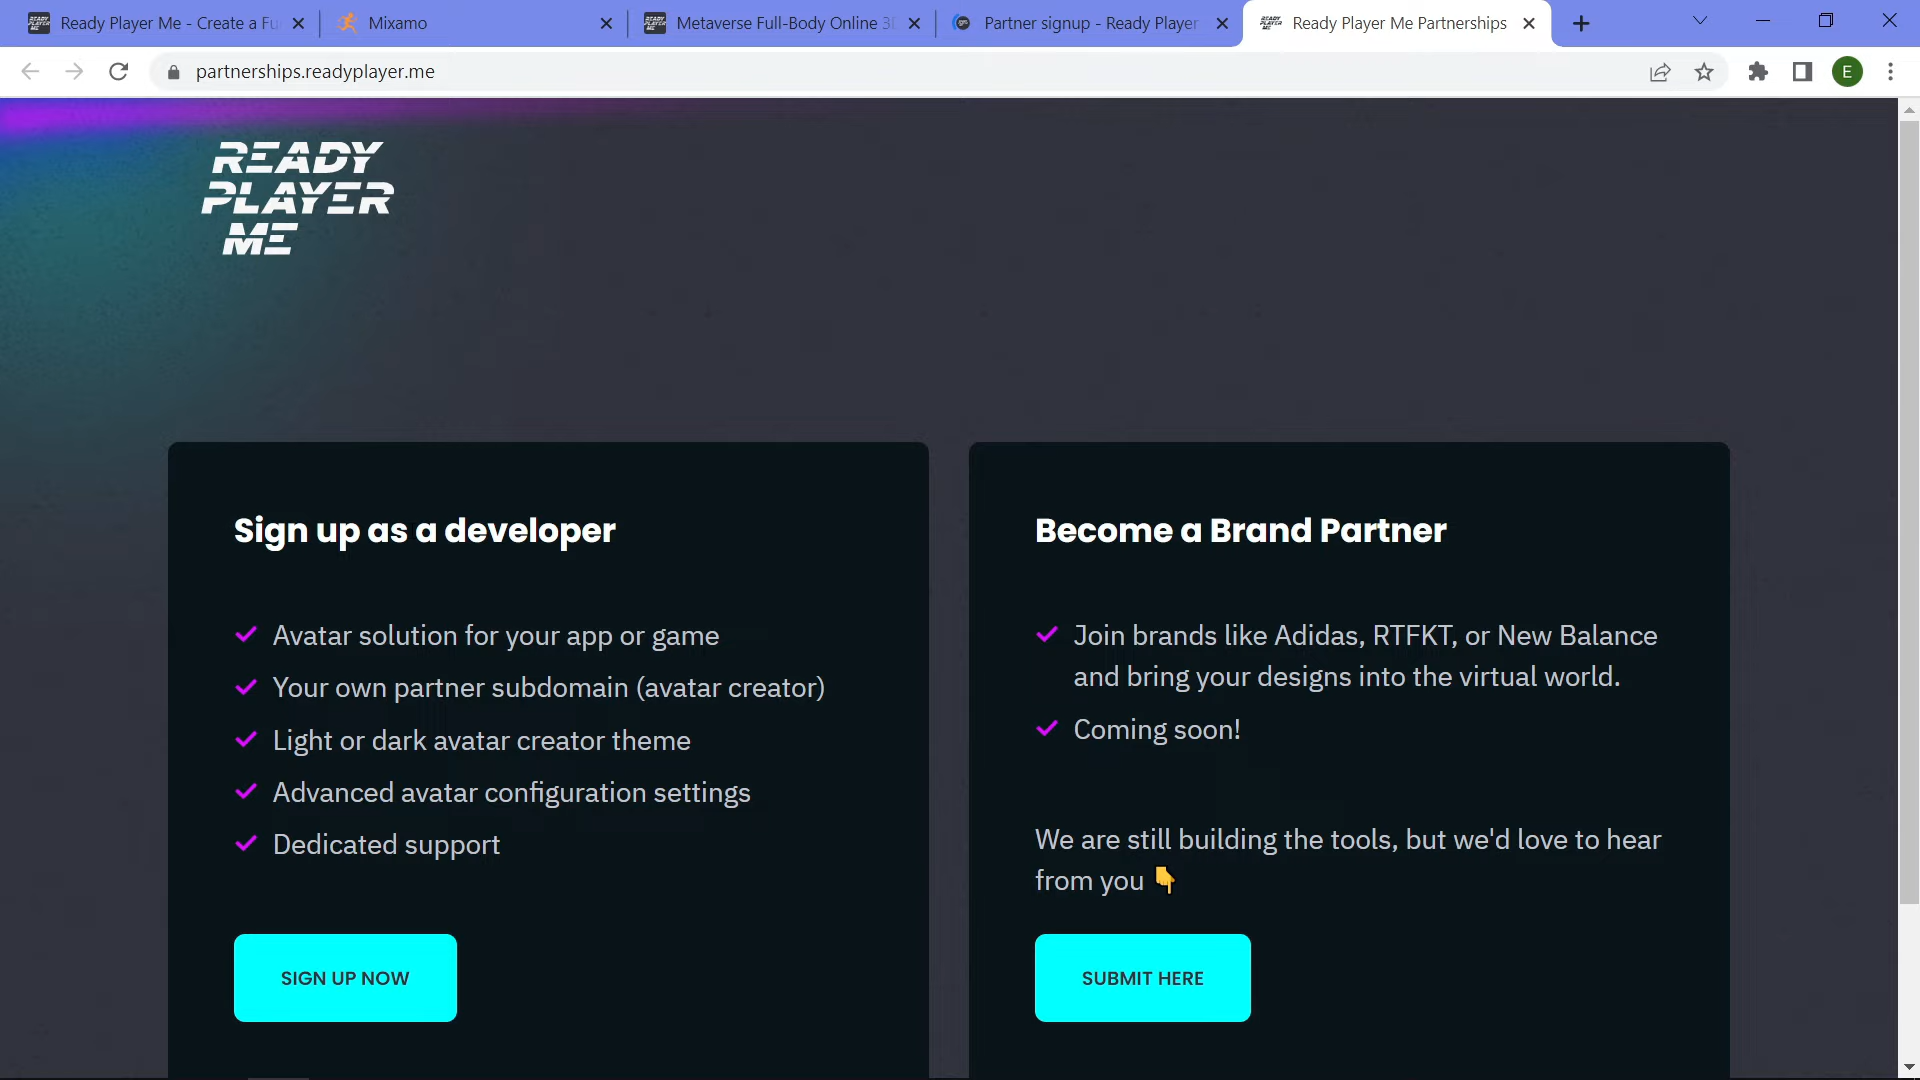 Ready Player Me - Create a Fu
Mixamo
Metaverse Full-Body Online 3
Partner signup - Ready Player
Ready Player Me Partnerships
partnerships.readyplayer.me
E
READY
PLAYER
ME
Sign up as a developer
Avatar solution for your app or game
Your own partner subdomain (avatar creator)
Light or dark avatar creator theme
Advanced avatar configuration settings
Dedicated support
SIGN UP NOW
Become a Brand Partner
Join brands like Adidas, RTFKT, or New Balance
and bring your designs into the virtual world.
Coming soon!
We are still building the tools, but we'd love to hear
from you 👇
SUBMIT HERE